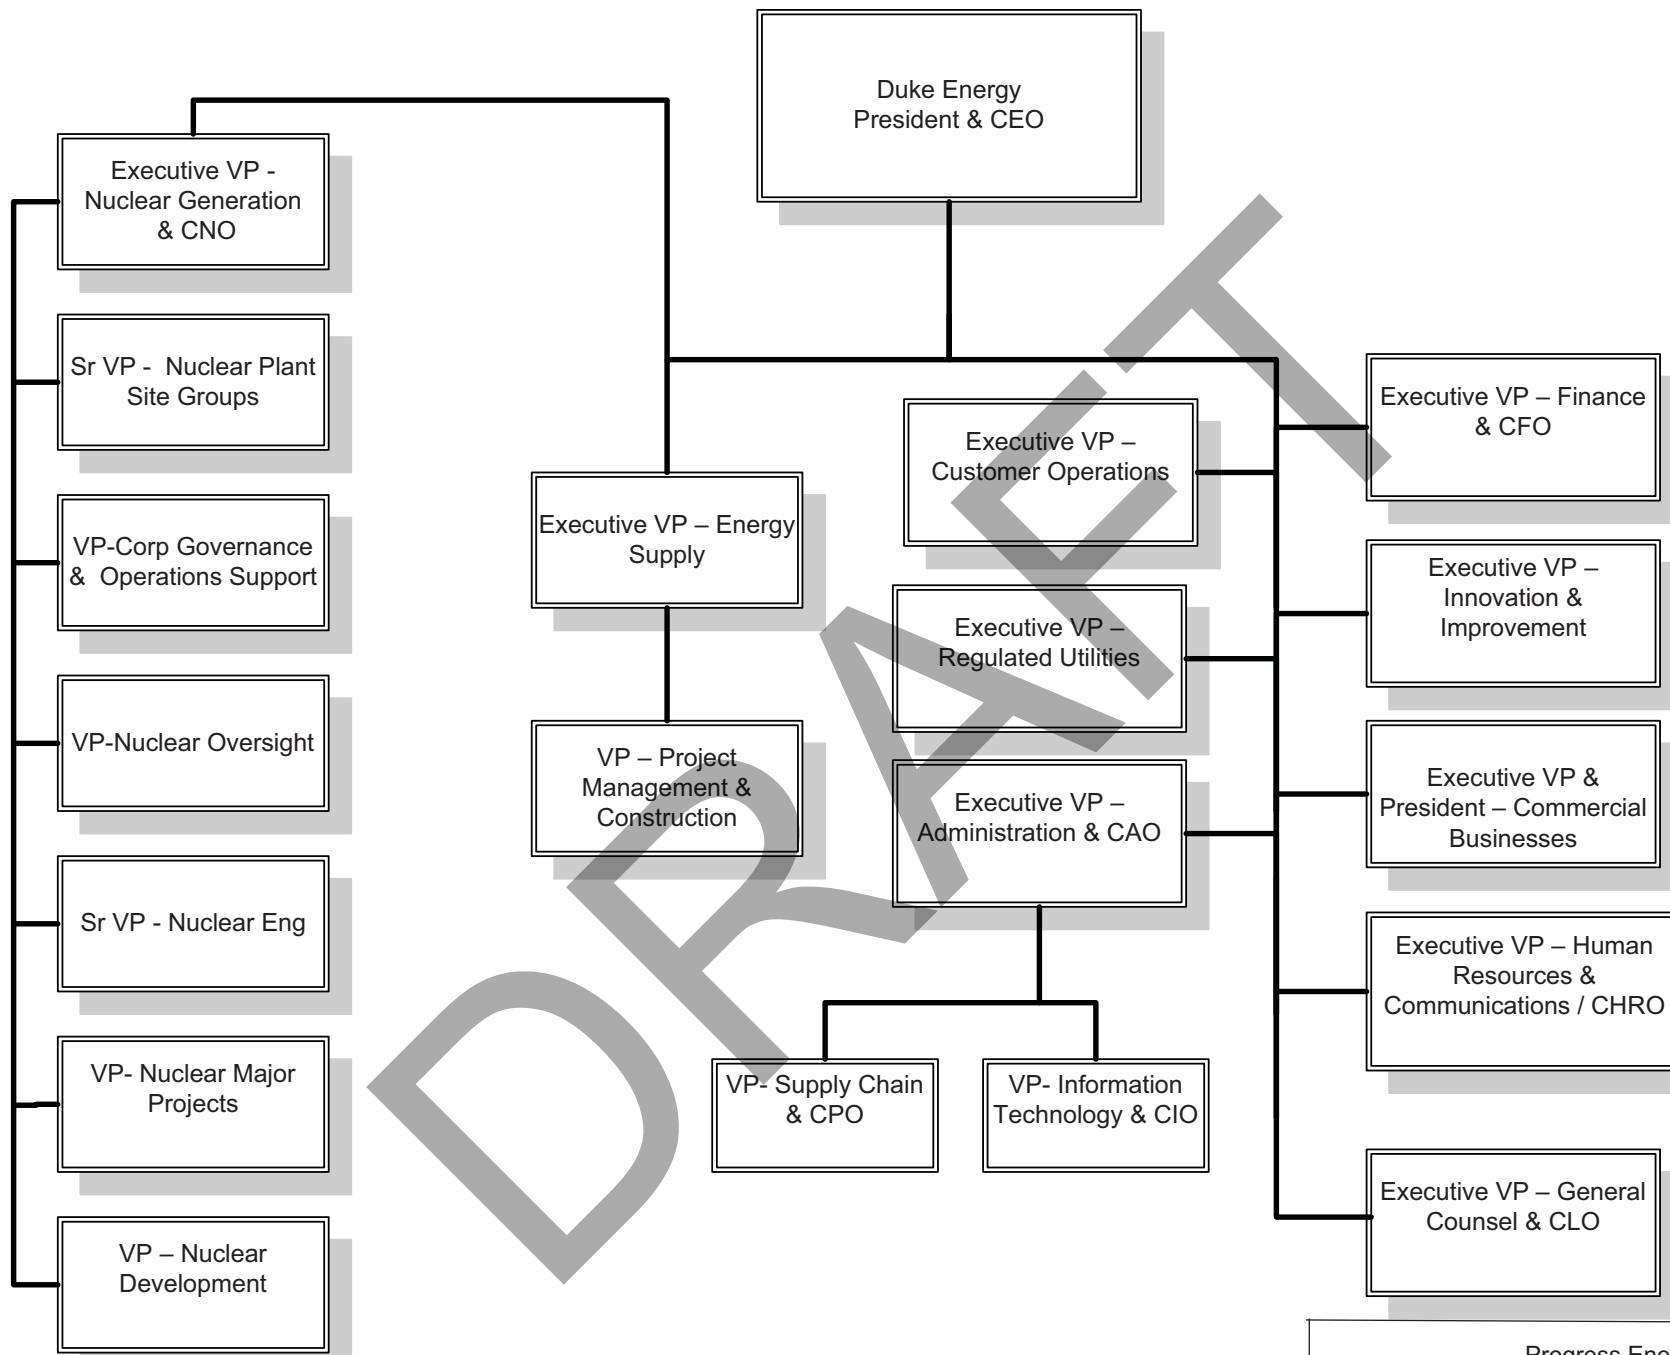 Duke Energy
President & CEO
Executive VP -
Nuclear Generation
& CNO
Sr VP -  Nuclear Plant
Site Groups
VP-Corp Governance
&  Operations Support
VP-Nuclear Oversight
Sr VP - Nuclear Eng
VP- Nuclear Major
Projects
VP – Nuclear
Development
Executive VP – Energy
Supply
VP – Project
Management &
Construction
Executive VP –
Customer Operations
Executive VP –
Regulated Utilities
Executive VP –
Administration & CAO
VP- Supply Chain
& CPO
VP- Information
Technology & CIO
Executive VP – Finance
& CFO
Executive VP –
Innovation &
Improvement
Executive VP &
President – Commercial
Businesses
Executive VP – Human
Resources &
Communications / CHRO
Executive VP – General
Counsel & CLO
DRAFT
Progress